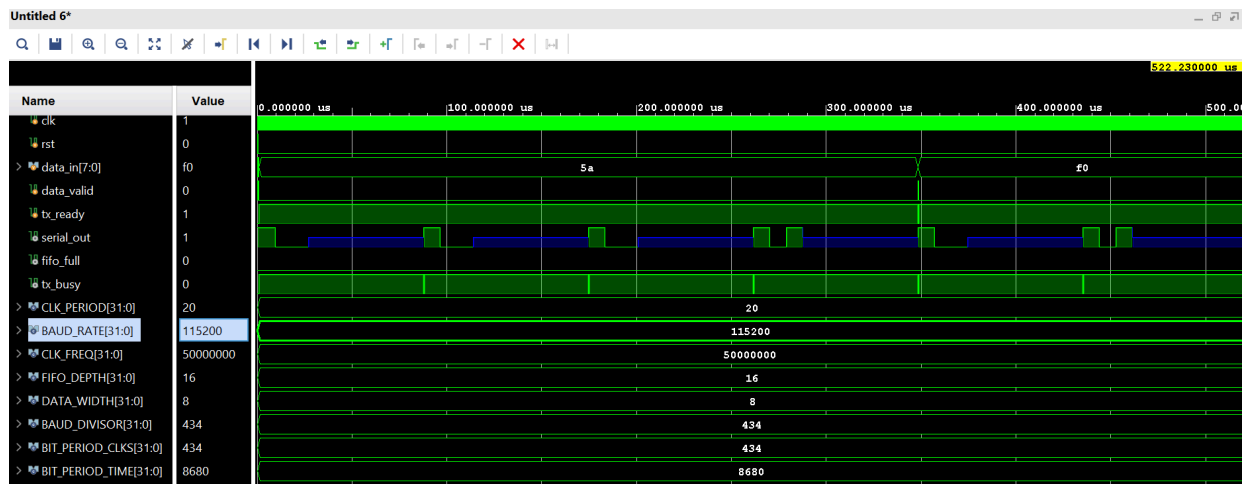 Untitled 6*
522.230000 us
Name Value
0.000000 us 100.000000 us 200.000000 us 300.000000 us 400.000000 us 500.0
clk 1
rst 0
data_in[7:0] f0 5a f0
data_valid 0
tx_ready 1
serial_out 1
fifo_full 0
tx_busy 0
CLK_PERIOD[31:0] 20 20
BAUD_RATE[31:0] 115200 115200
CLK_FREQ[31:0] 50000000 50000000
FIFO_DEPTH[31:0] 16 16
DATA_WIDTH[31:0] 8 8
BAUD_DIVISOR[31:0] 434 434
BIT_PERIOD_CLKS[31:0] 434 434
BIT_PERIOD_TIME[31:0] 8680 8680